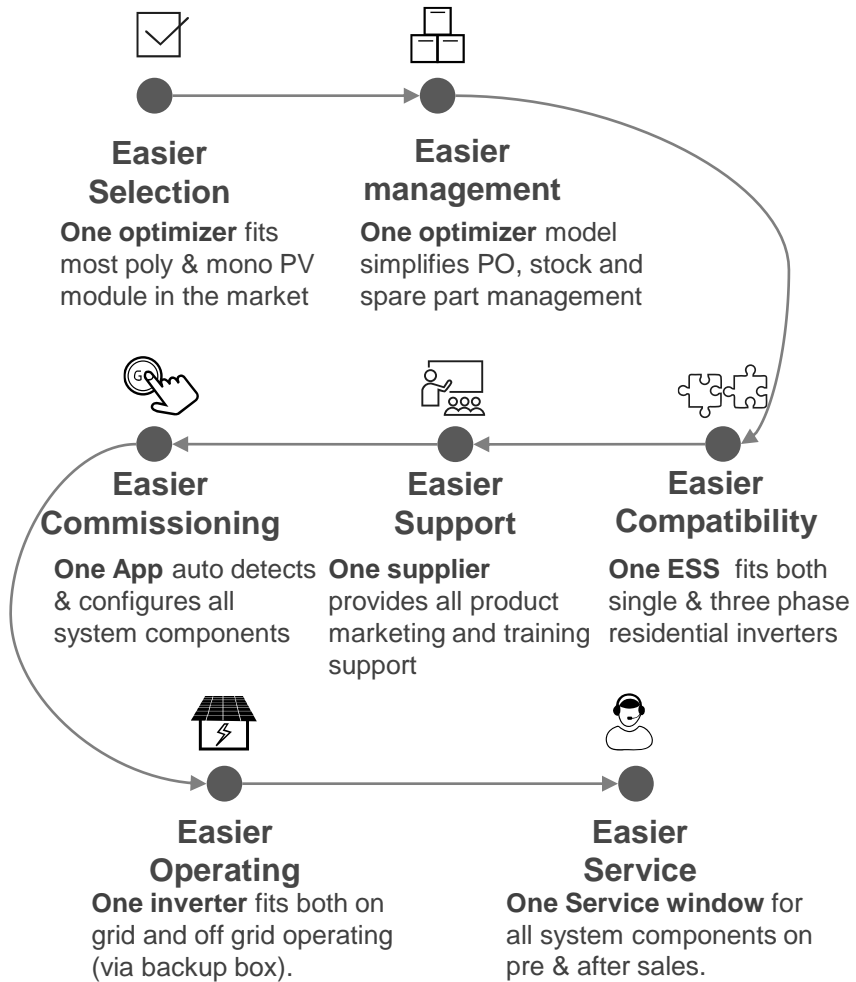 Easier
Selection
One optimizer fits
most poly & mono PV
module in the market
Easier
management
One optimizer model
simplifies PO, stock and
spare part management
GO
Easier
Commissioning
One App auto detects
& configures all
system components
Easier
Support
One supplier
provides all product
marketing and training
support
Easier
Compatibility
One ESS fits both
single & three phase
residential inverters
Easier
Operating
One inverter fits both on
grid and off grid operating
(via backup box).
Easier
Service
One Service window for
all system components on
pre & after sales.